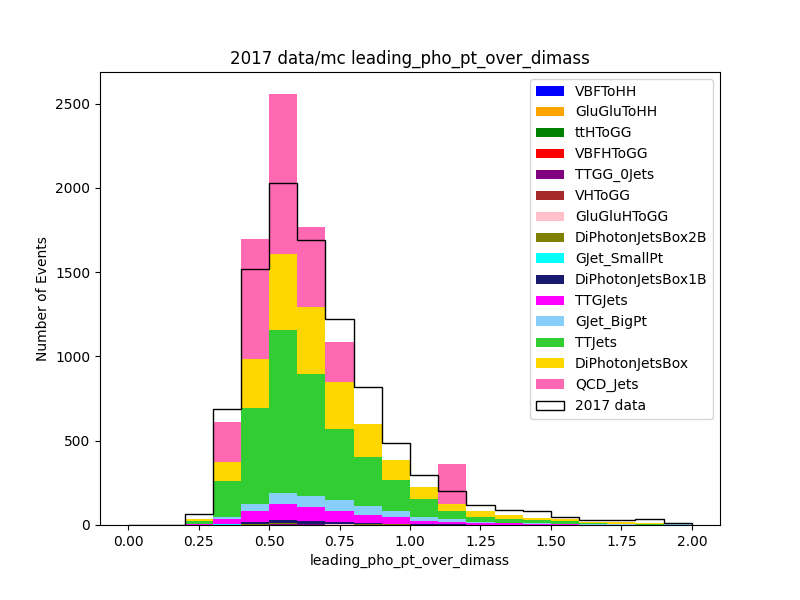 2017 data/mc leading_pho_pt_over_dimass
Number of Events
2500
2000
1500
1000
500
0
0.00 0.25 0.50 0.75 1.00 1.25 1.50 1.75 2.00
leading_pho_pt_over_dimass
VBFToHH
GluGluToHH
ttHToGG
VBFHToGG
TTGG_0Jets
VHToGG
GluGluHToGG
DiPhotonJetsBox2B
GJet_SmallPt
DiPhotonJetsBox1B
TTGJets
GJet_BigPt
TTJets
DiPhotonJetsBox
QCD_Jets
2017 data